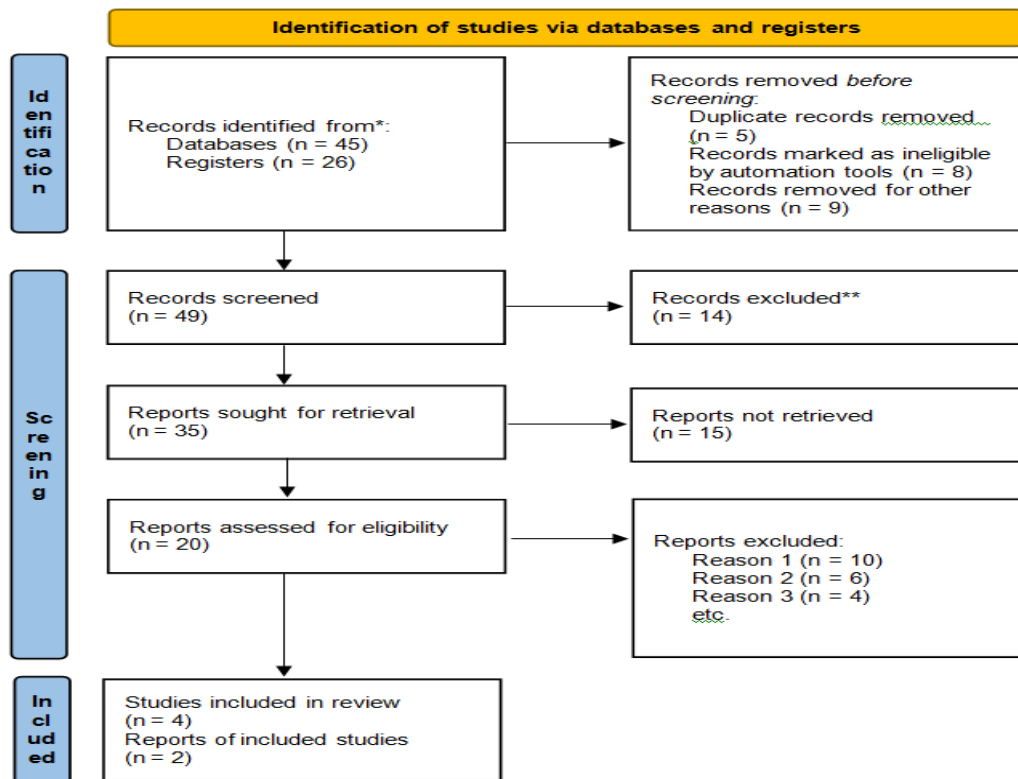 Identification of studies via databases and registers
Id
en
tifi
ca
tio
n
Records identified from*:
Databases (n = 45)
Registers (n = 26)
Records removed before
screening:
Duplicate records removed
(n = 5)
Records marked as ineligible
by automation tools (n = 8)
Records removed for other
reasons (n = 9)
Sc
re
en
in
g
Records screened
(n = 49)
Records excluded**
(n = 14)
Reports sought for retrieval
(n = 35)
Reports not retrieved
(n = 15)
Reports assessed for eligibility
(n = 20)
Reports excluded:
Reason 1 (n = 10)
Reason 2 (n = 6)
Reason 3 (n = 4)
etc.
In
cl
ud
ed
Studies included in review
(n = 4)
Reports of included studies
(n = 2)